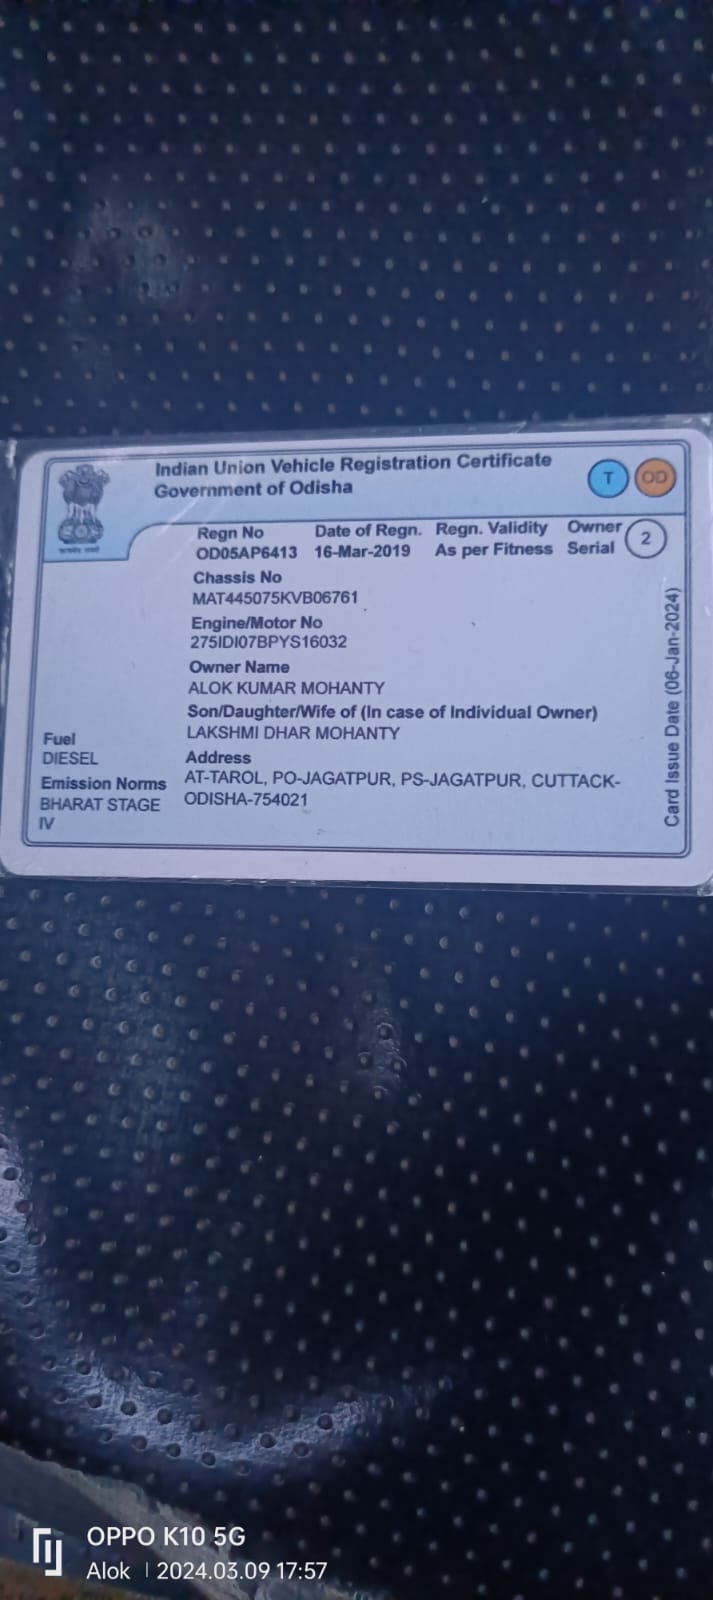 Indian Union Vehicle Registration Certificate
Government of Odisha
T OD
Regn No Date of Regn. Regn. Validity Owner Serial 2
OD05AP6413 16-Mar-2019 As per Fitness
Chassis No
MAT445075KVB06761
Engine/Motor No
275IDI07BPYS16032
Owner Name
ALOK KUMAR MOHANTY
Son/Daughter/Wife of (In case of Individual Owner)
LAKSHMI DHAR MOHANTY
Address
AT-TAROL, PO-JAGATPUR, PS-JAGATPUR, CUTTACK-
ODISHA-754021
Fuel
DIESEL
Emission Norms
BHARAT STAGE
IV
Card Issue Date (06-Jan-2024)
OPPO K10 5G
Alok | 2024.03.09 17:57